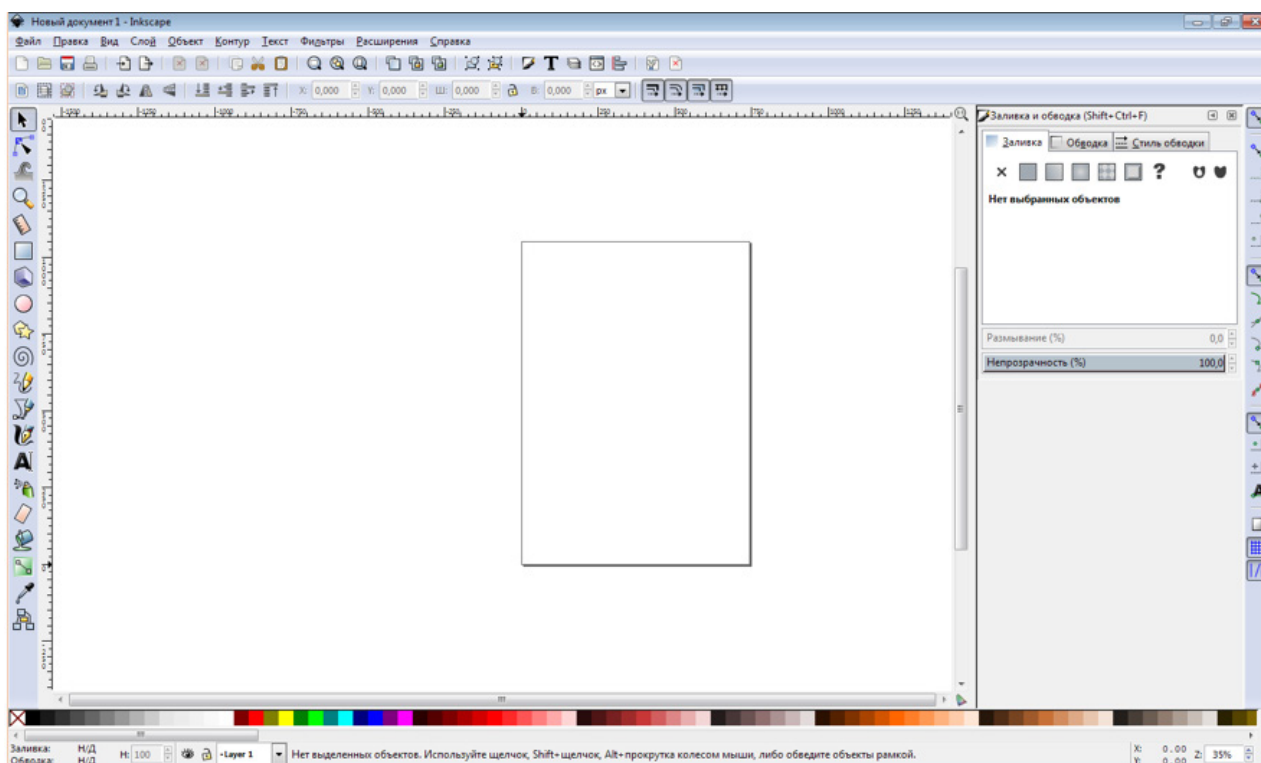 Новый документ 1 - Inkscape
Файл Правка Вид Слой Объект Контур Текст Фильтры Расширения Справка
X: 0,000 Y: 0,000 Ш: 0,000 В: 0,000 px
Заливка и обводка (Shift+Ctrl+F)
Заливка Обводка Стиль обводки
Нет выбранных объектов
Размывание (%) 0,0
Непрозрачность (%) 100,0
Заливка: Н/Д
Обводка: Н/Д
Н: 100
Layer 1
Нет выделенных объектов. Используйте щелчок, Shift+щелчок, Alt+прокрутка колесом мыши, либо обведите объекты рамкой.
X: 0.00
Y: 0.00
Z: 35%